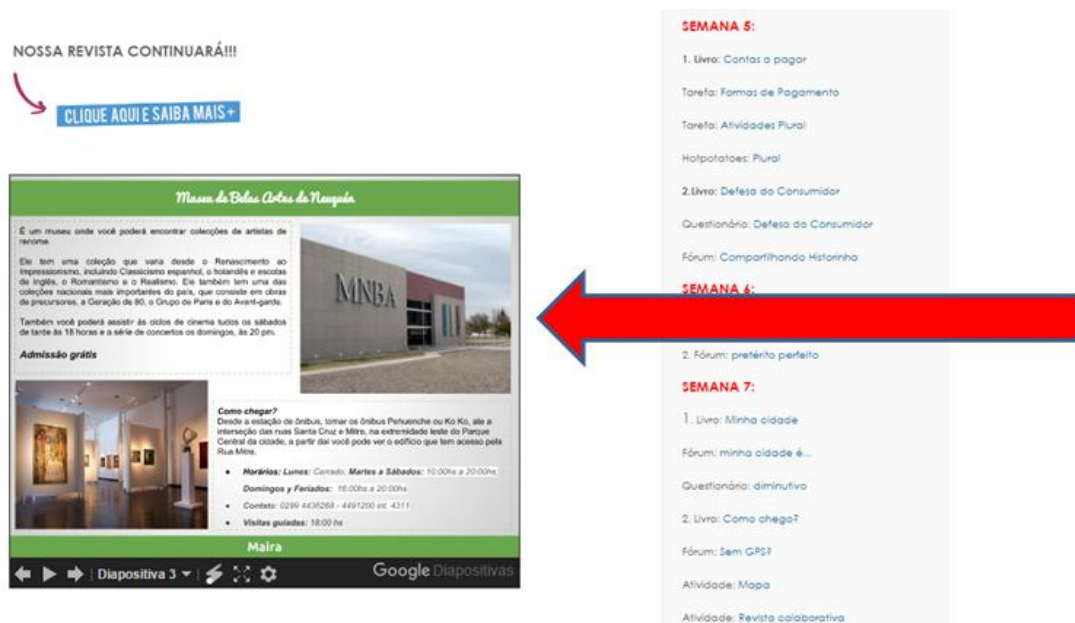 NOSSA REVISTA CONTINUARÁ!!!
CLIQUE AQUI E SAIBA MAIS+
Museu de Belas Artes de Neuquén
É um museu onde você poderá encontrar colecções de artistas de
renome.
Ele tem uma coleção que varia desde o Renascimento ao
Impressionismo, incluindo Classicismo espanhol, o holandês e escolas
de inglês, o Romantismo e o Realismo. Ele também tem uma das
coleções nacionais mais importantes do país, que consiste em obras
de precursores, a Geração de 80, o Grupo de Paris e do Avant-garde.
Também você poderá assistir às ciclos de cinema tudos os sábados
de tarde às 18 horas e a série de concertos os domingos, às 20 pm.
Admissão grátis
MNBA
Como chegar?
Desde a estação de ônibus, tomar os ônibus Pehuenche ou Ko Ko, ate a
interseção das ruas Santa Cruz e Mitre, na extremidade leste do Parque
Central da cidade, a partir daí você pode ver o edifício que tem acesso pela
Rua Mitre.
Horários: Lunes: Cerrado. Martes a Sábados: 10:00hs a 20:00hs,
Domingos y Feriados: 16:00hs a 20:00hs
Contato: 0299 4436268 - 4491200 int. 4311
Visitas guiadas: 18:00 hs
Maira
Diapositiva 3
Google Diapositivas
SEMANA 5:
1. Livro: Contas a pagar
Tarefa: Formas de Pagamento
Tarefa: Atividades Plural
Hotpotatoes: Plural
2.Livro: Defesa do Consumidor
Questionário: Defesa do Consumidor
Fórum: Compartilhando Historinha
SEMANA 6:
2. Fórum: pretérito perfeito
SEMANA 7:
1. Livro: Minha cidade
Fórum: minha cidade é...
Questionário: diminutivo
2. Livro: Como chego?
Fórum: Sem GPS?
Atividade: Mapa
Atividade: Revista colaborativa